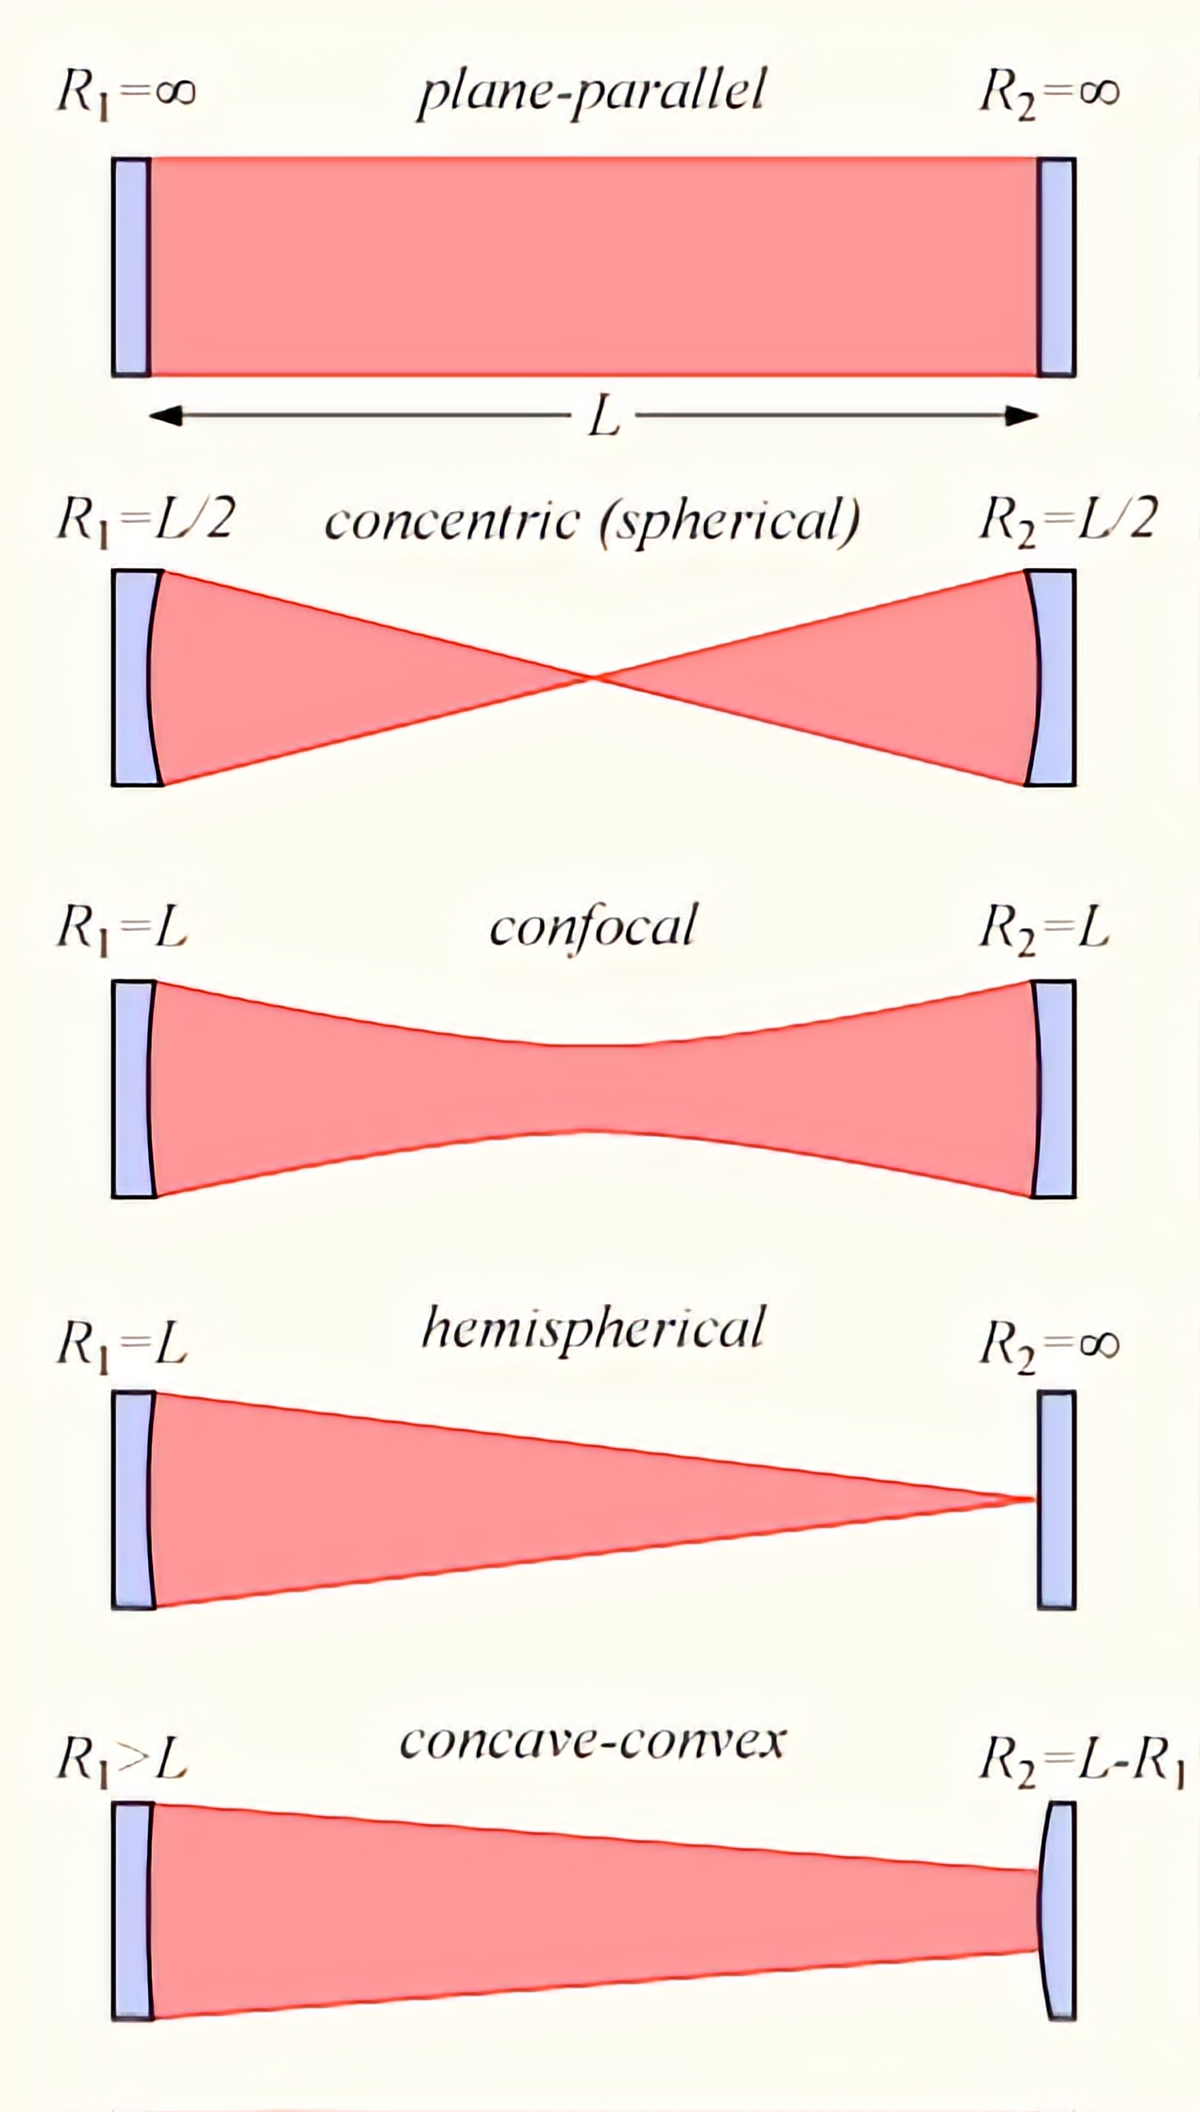 R₁=∞ plane-parallel R₂=∞
L
R₁=L/2 concentric (spherical) R₂=L/2
R₁=L confocal R₂=L
R₁=L hemispherical R₂=∞
R₁>L concave-convex R₂=L-R₁